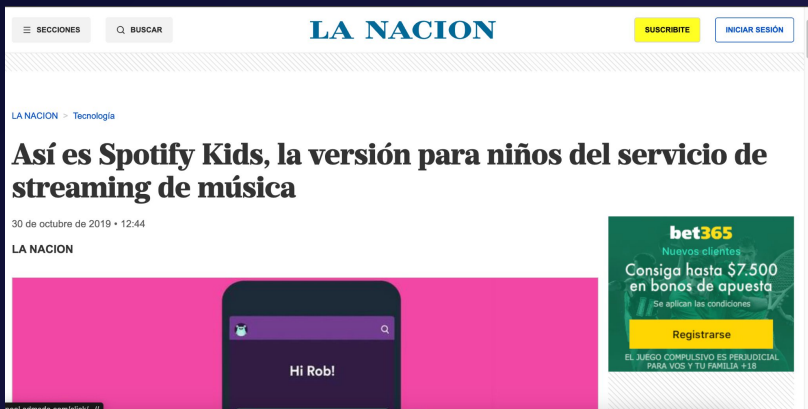 SECCIONES
BUSCAR
LA NACION
SUSCRIBITE
INICIAR SESIÓN
LA NACION > Tecnología
Así es Spotify Kids, la versión para niños del servicio de
streaming de música
30 de octubre de 2019 • 12:44
LA NACION
bet365
Nuevos clientes
Consiga hasta $7.500
en bonos de apuesta
Se aplican las condiciones
Registrarse
EL JUEGO COMPULSIVO ES PERJUDICIAL
PARA VOS Y TU FAMILIA +18
Hi Rob!